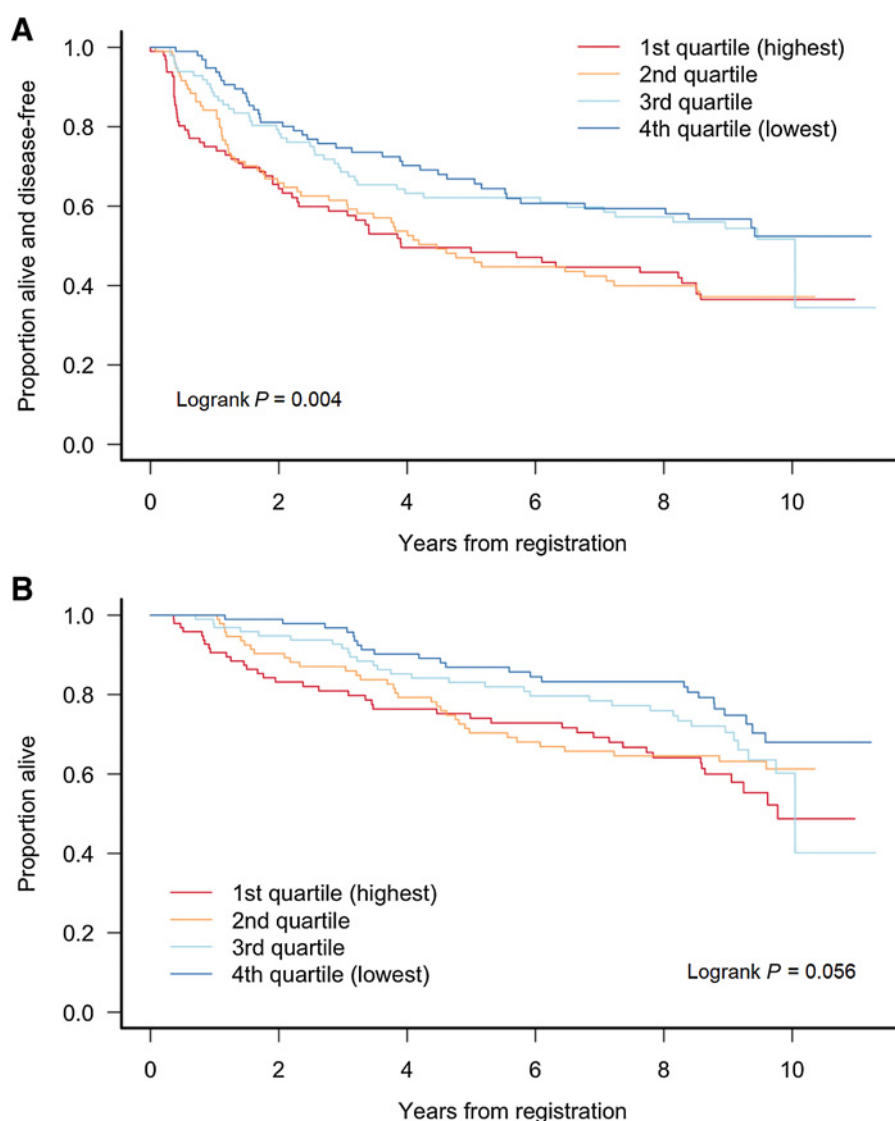 A
1st quartile (highest)
2nd quartile
3rd quartile
4th quartile (lowest)
Proportion alive and disease-free
1.0
0.8
0.6
0.4
0.2
0.0
Logrank P = 0.004
0 2 4 6 8 10
Years from registration
B
Proportion alive
1.0
0.8
0.6
0.4
0.2
0.0
1st quartile (highest)
2nd quartile
3rd quartile
4th quartile (lowest)
Logrank P = 0.056
0 2 4 6 8 10
Years from registration